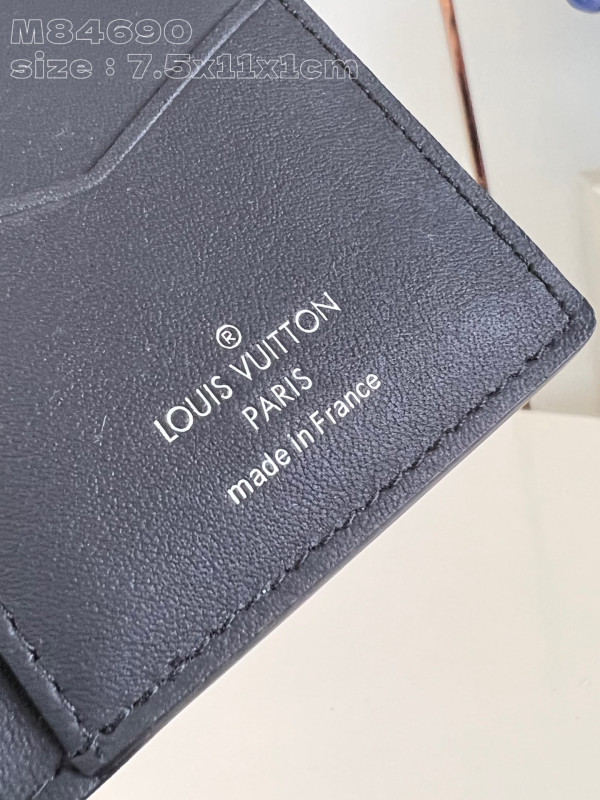 M84690
size : 7.5x11x1cm
®
LOUIS VUITTON
PARIS
made in France